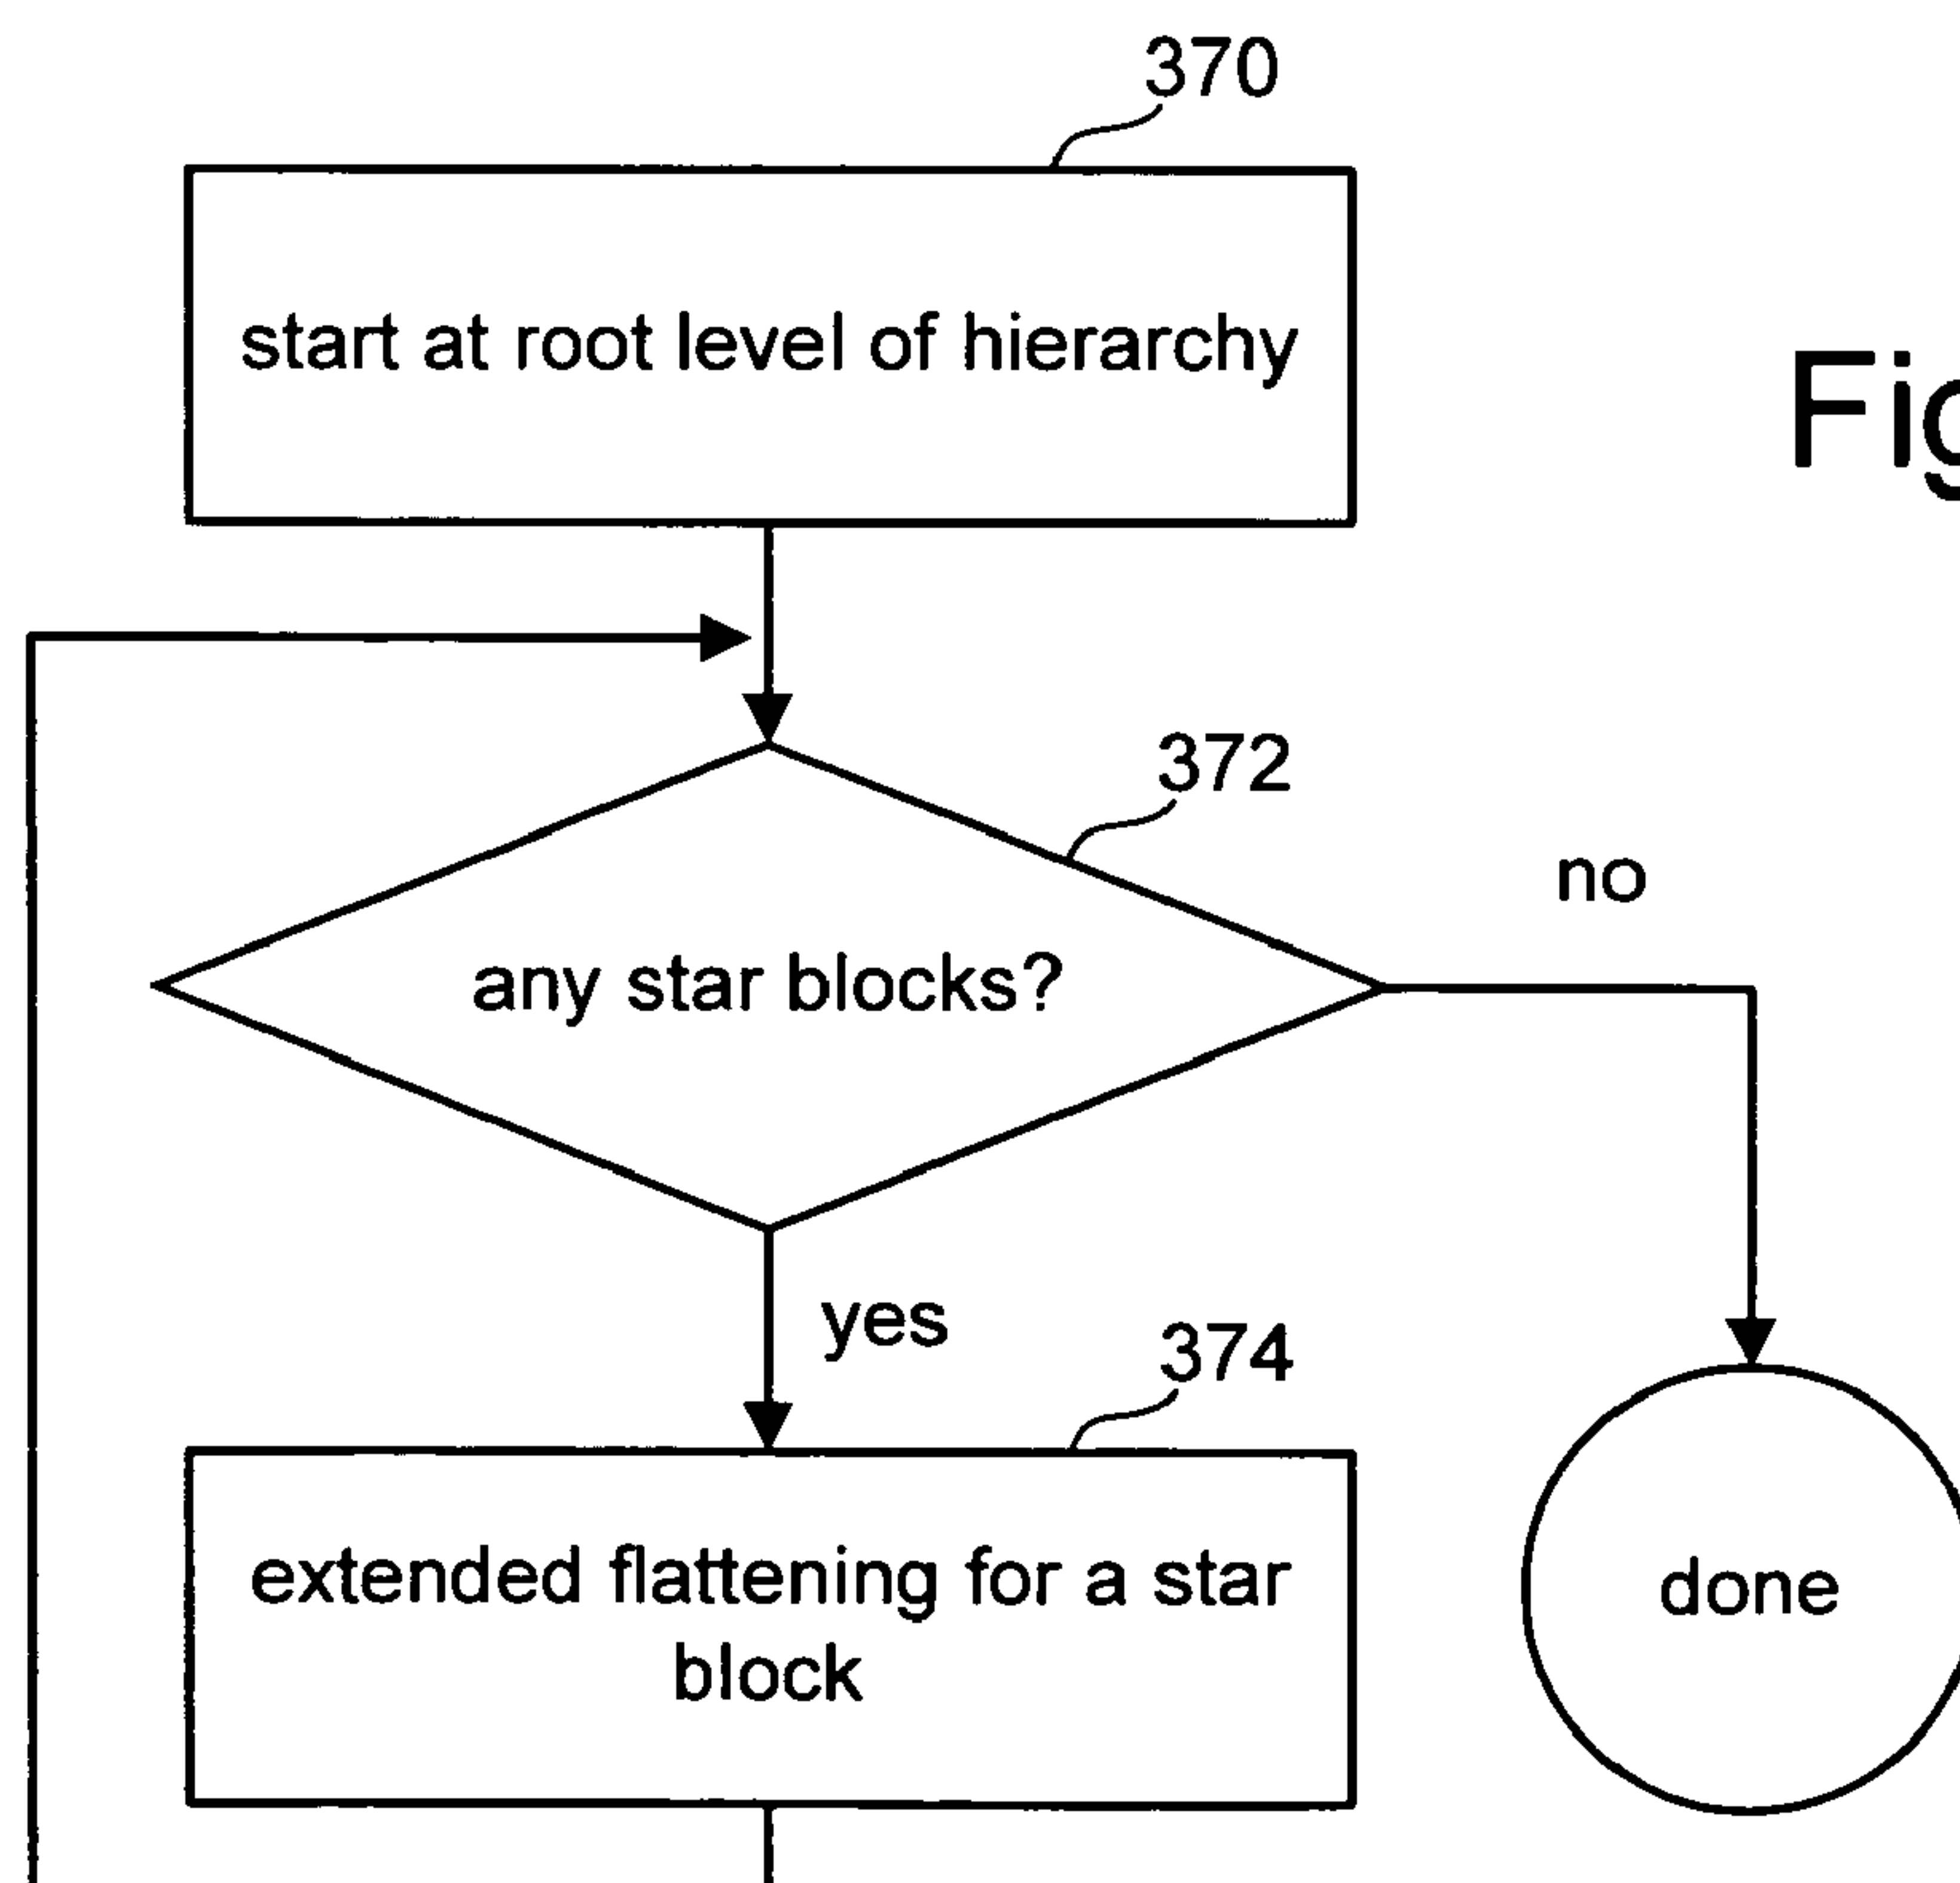 370
start at root level of hierarchy
Fig
372
no
any star blocks?
yes
374
extended flattening for a star
block
done